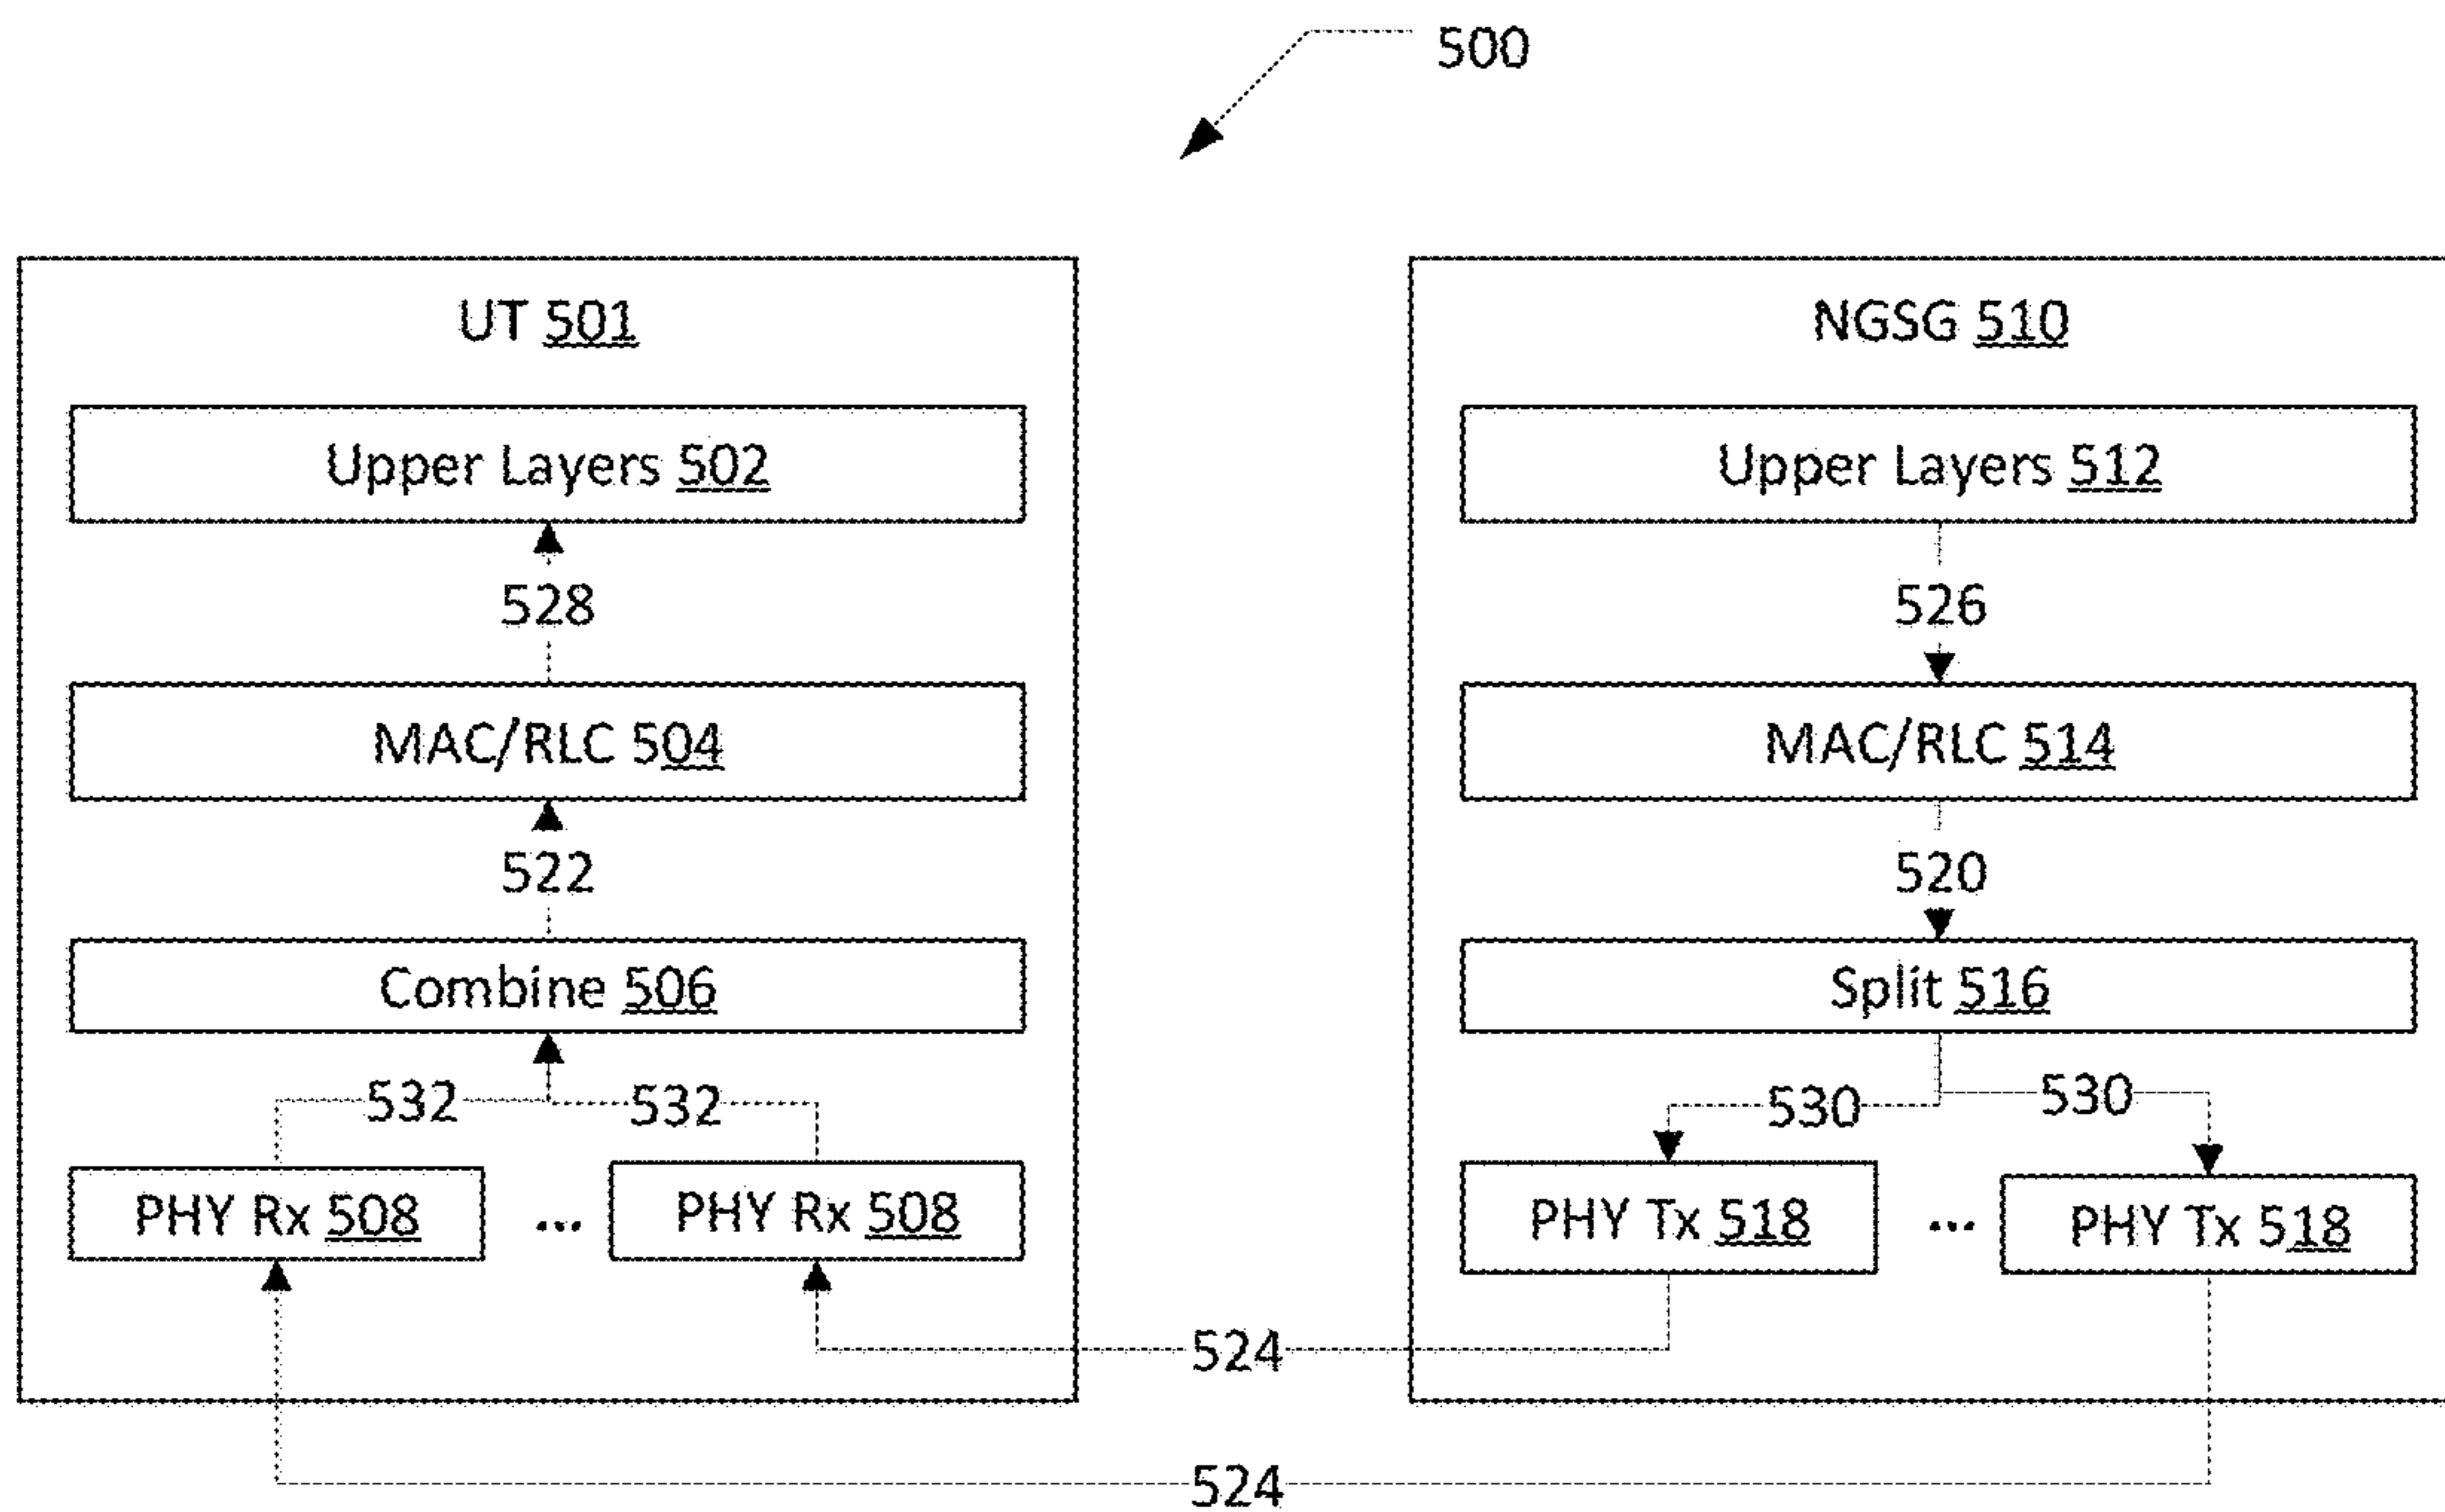 500
UT 501
NGSG 510
Upper Layers 502
Upper Layers 512
528
526
MAC/RLC 504
MAC/RLC 514
522
520
Combine 506
Split 516
532
532
530
530
PHY Rx 508
...
PHY Rx 508
PHY Tx 518
...
PHY Tx 518
524
524